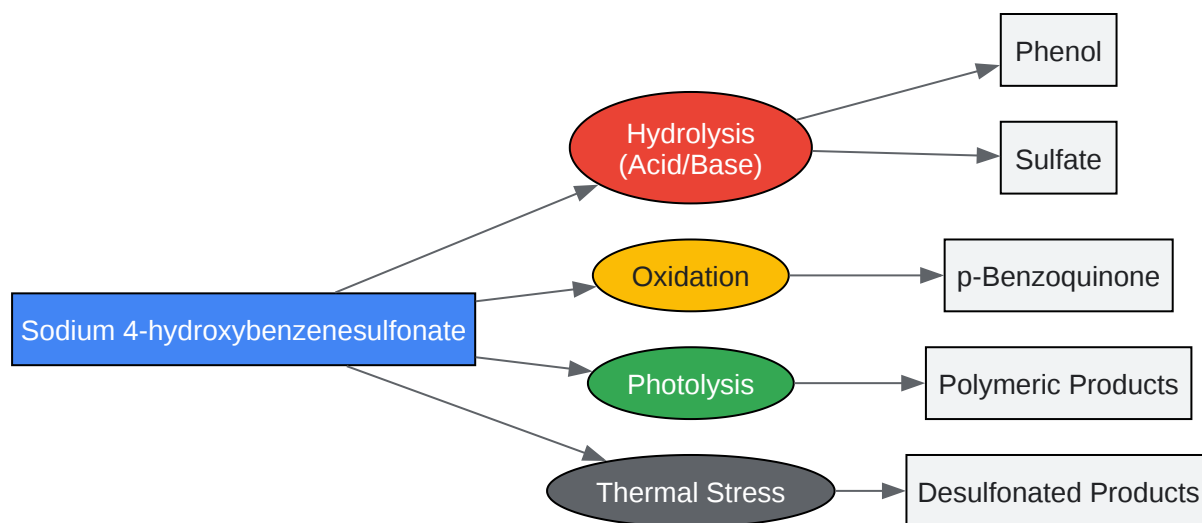 Phenol
Hydrolysis
(Acid/Base)
Sulfate
Oxidation
p-Benzoquinone
Sodium 4-hydroxybenzenesulfonate
Photolysis
Polymeric Products
Thermal Stress
Desulfonated Products